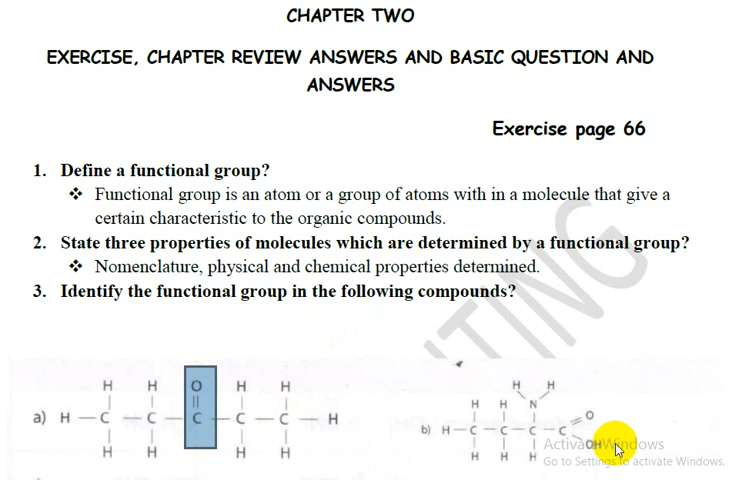 CHAPTER TWO
EXERCISE, CHAPTER REVIEW ANSWERS AND BASIC QUESTION AND
ANSWERS
Exercise page 66
1. Define a functional group?
❖ Functional group is an atom or a group of atoms with in a molecule that give a
certain characteristic to the organic compounds.
2. State three properties of molecules which are determined by a functional group?
❖ Nomenclature, physical and chemical properties determined.
3. Identify the functional group in the following compounds?
TING
H H O H H
a) H - C - C - C - C - C - H
H H H H
H H
H H N
O
b) H - C - C - C - C
OH
H H H
Activate Windows
Go to Settings to activate Windows.